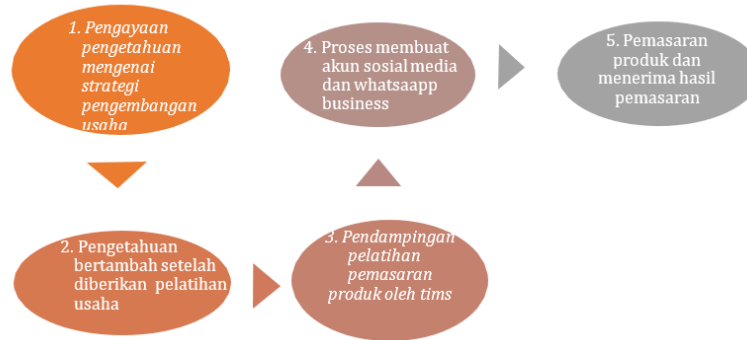 1. Pengayaan
pengetahuan
mengenai
strategi
pengembangan
usaha
2. Pengetahuan
bertambah setelah
diberikan pelatihan
usaha
3. Pendampingan
pelatihan
pemasaran
produk oleh tims
4. Proses membuat
akun sosial media
dan whatsaapp
business
5. Pemasaran
produk dan
menerima hasil
pemasaran